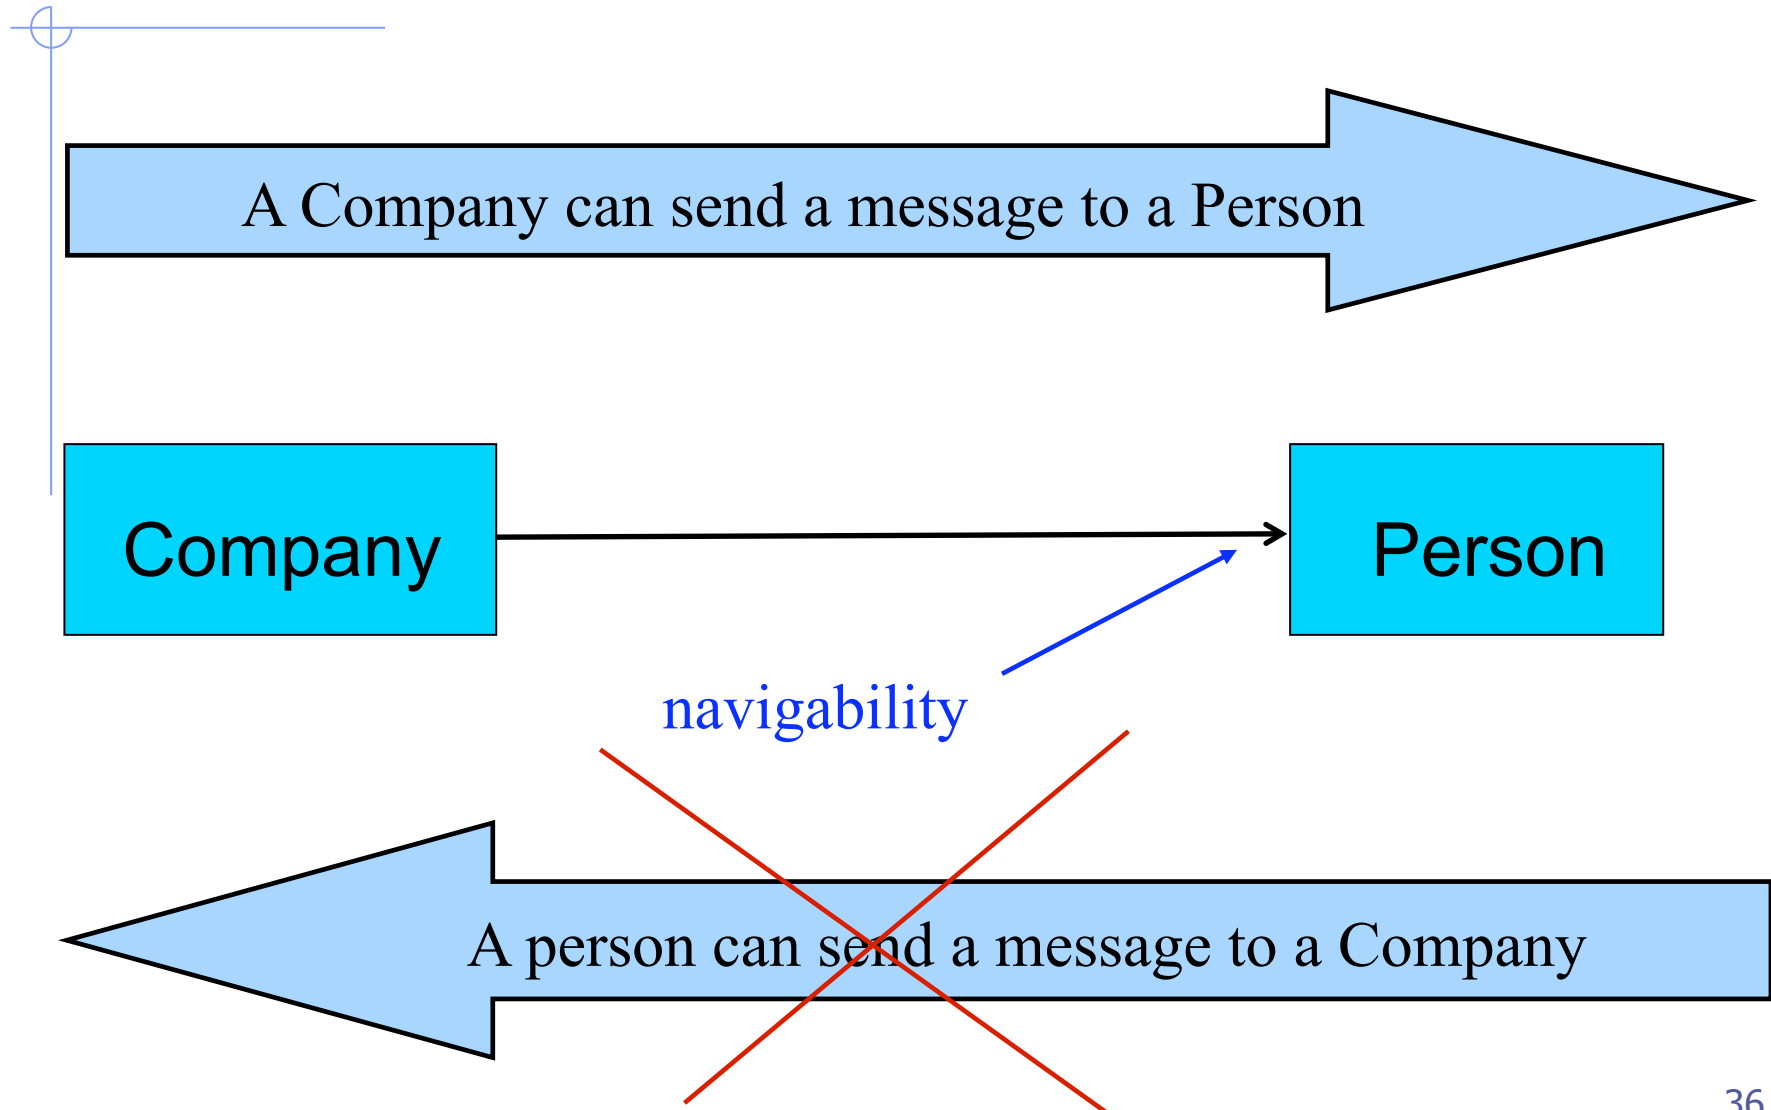 A Company can send a message to a Person
Company
Person
navigability
A person can send a message to a Company
36